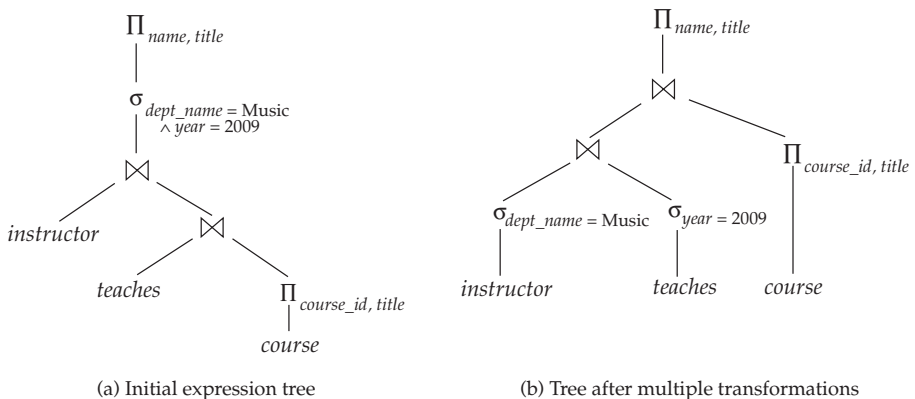 Π name, title
σ dept_name = Music
∧ year = 2009
⋈
instructor
⋈
teaches
Π course_id, title
course
(a) Initial expression tree
Π name, title
⋈
⋈
Π course_id, title
σ dept_name = Music
σ year = 2009
instructor
teaches
course
(b) Tree after multiple transformations